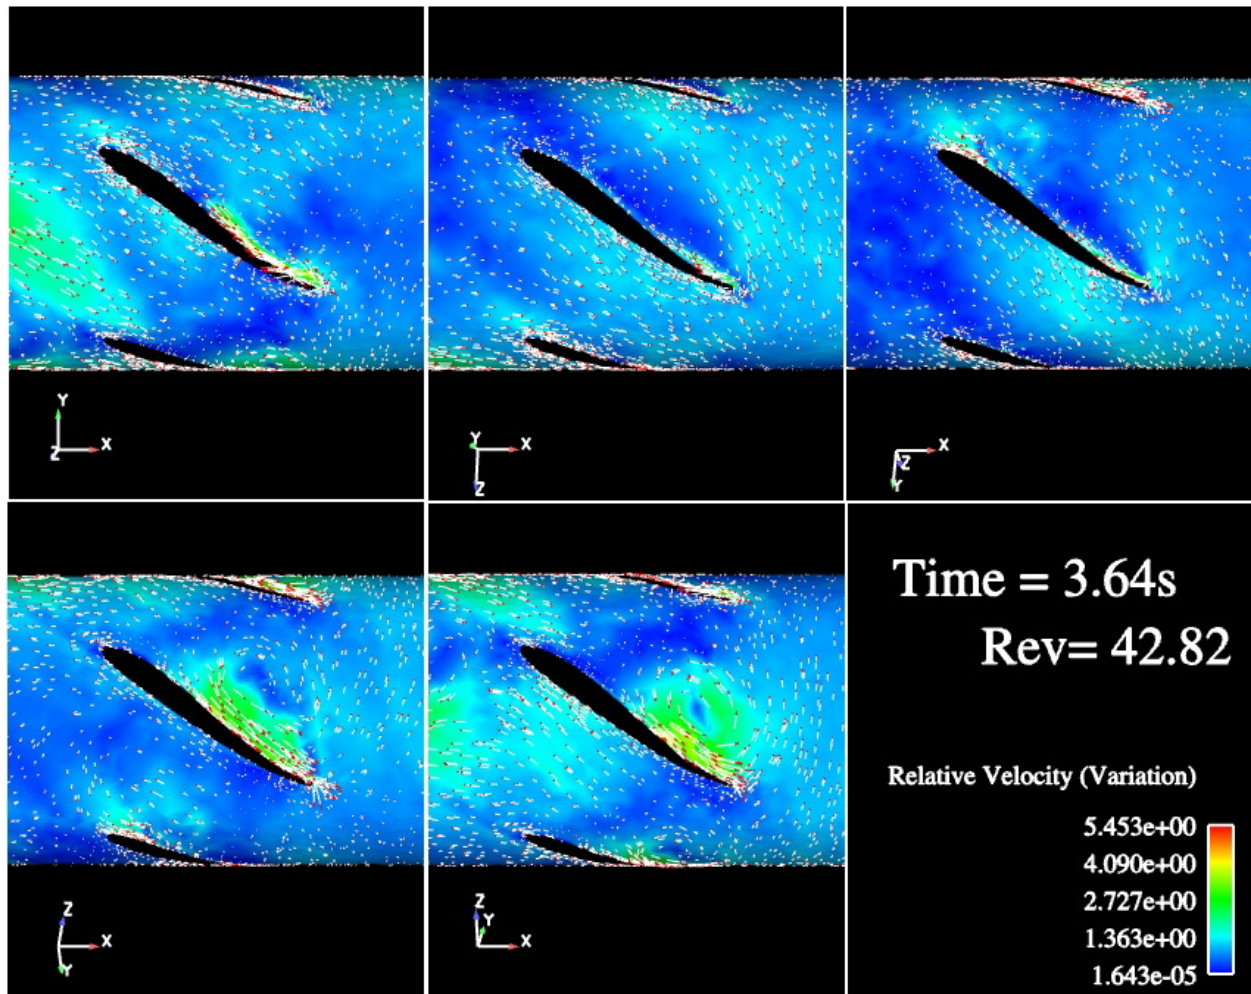 Y
Z
X
Y
X
Z
X
Z
Y
Z
X
Y
Z
Y
X
Time = 3.64s
Rev= 42.82
Relative Velocity (Variation)
5.453e+00
4.090e+00
2.727e+00
1.363e+00
1.643e-05